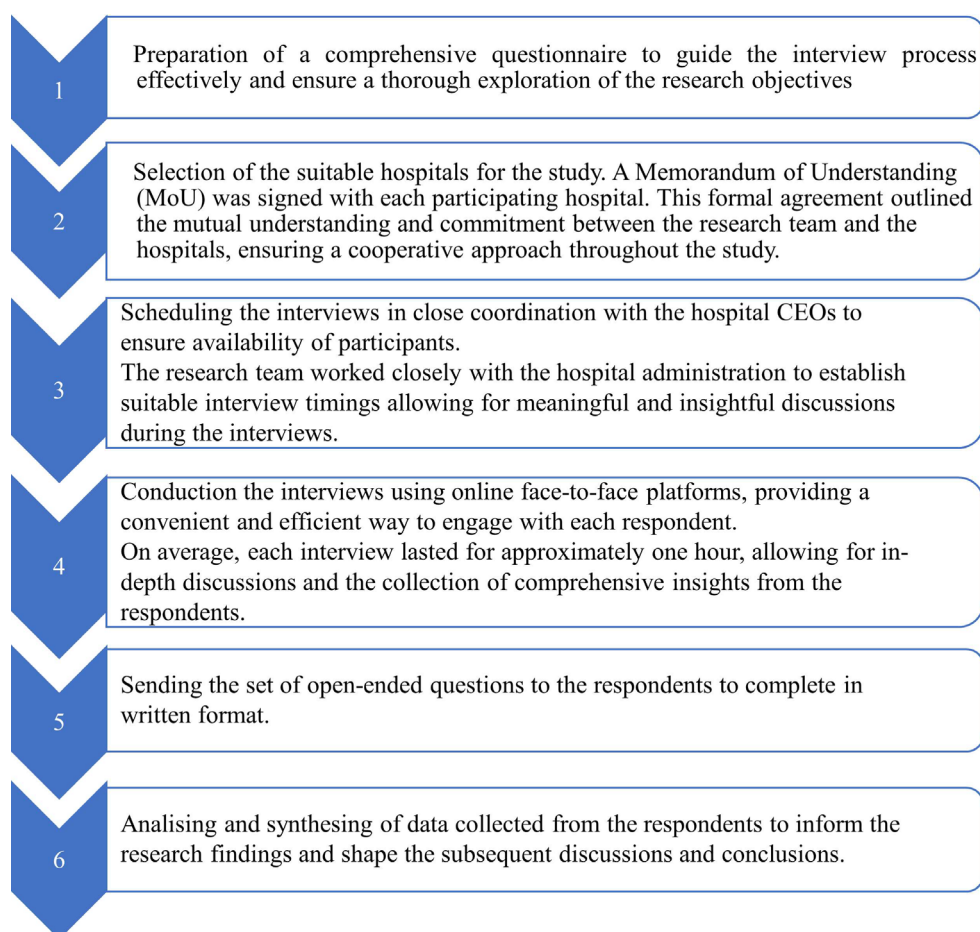 1
Preparation of a comprehensive questionnaire to guide the interview process
effectively and ensure a thorough exploration of the research objectives
2
Selection of the suitable hospitals for the study. A Memorandum of Understanding
(MoU) was signed with each participating hospital. This formal agreement outlined
the mutual understanding and commitment between the research team and the
hospitals, ensuring a cooperative approach throughout the study.
3
Scheduling the interviews in close coordination with the hospital CEOs to
ensure availability of participants.
The research team worked closely with the hospital administration to establish
suitable interview timings allowing for meaningful and insightful discussions
during the interviews.
4
Conduction the interviews using online face-to-face platforms, providing a
convenient and efficient way to engage with each respondent.
On average, each interview lasted for approximately one hour, allowing for in-
depth discussions and the collection of comprehensive insights from the
respondents.
5
Sending the set of open-ended questions to the respondents to complete in
written format.
6
Analising and synthesing of data collected from the respondents to inform the
research findings and shape the subsequent discussions and conclusions.